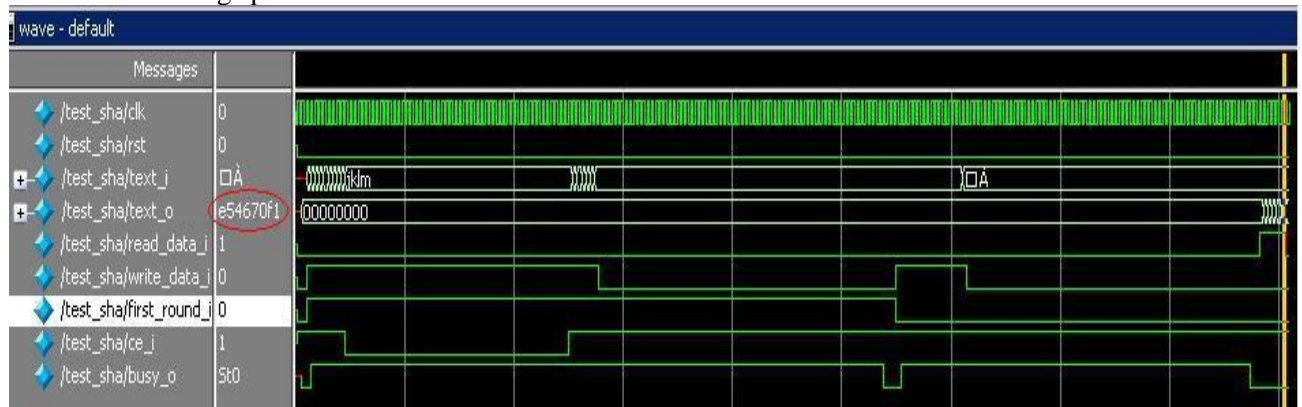 wave - default
Messages
/test_sha/clk 0
/test_sha/rst 0
/test_sha/text_i □À iklm □À
/test_sha/text_o e54670f1 00000000
/test_sha/read_data_i 1
/test_sha/write_data_i 0
/test_sha/first_round_i 0
/test_sha/ce_i 1
/test_sha/busy_o St0